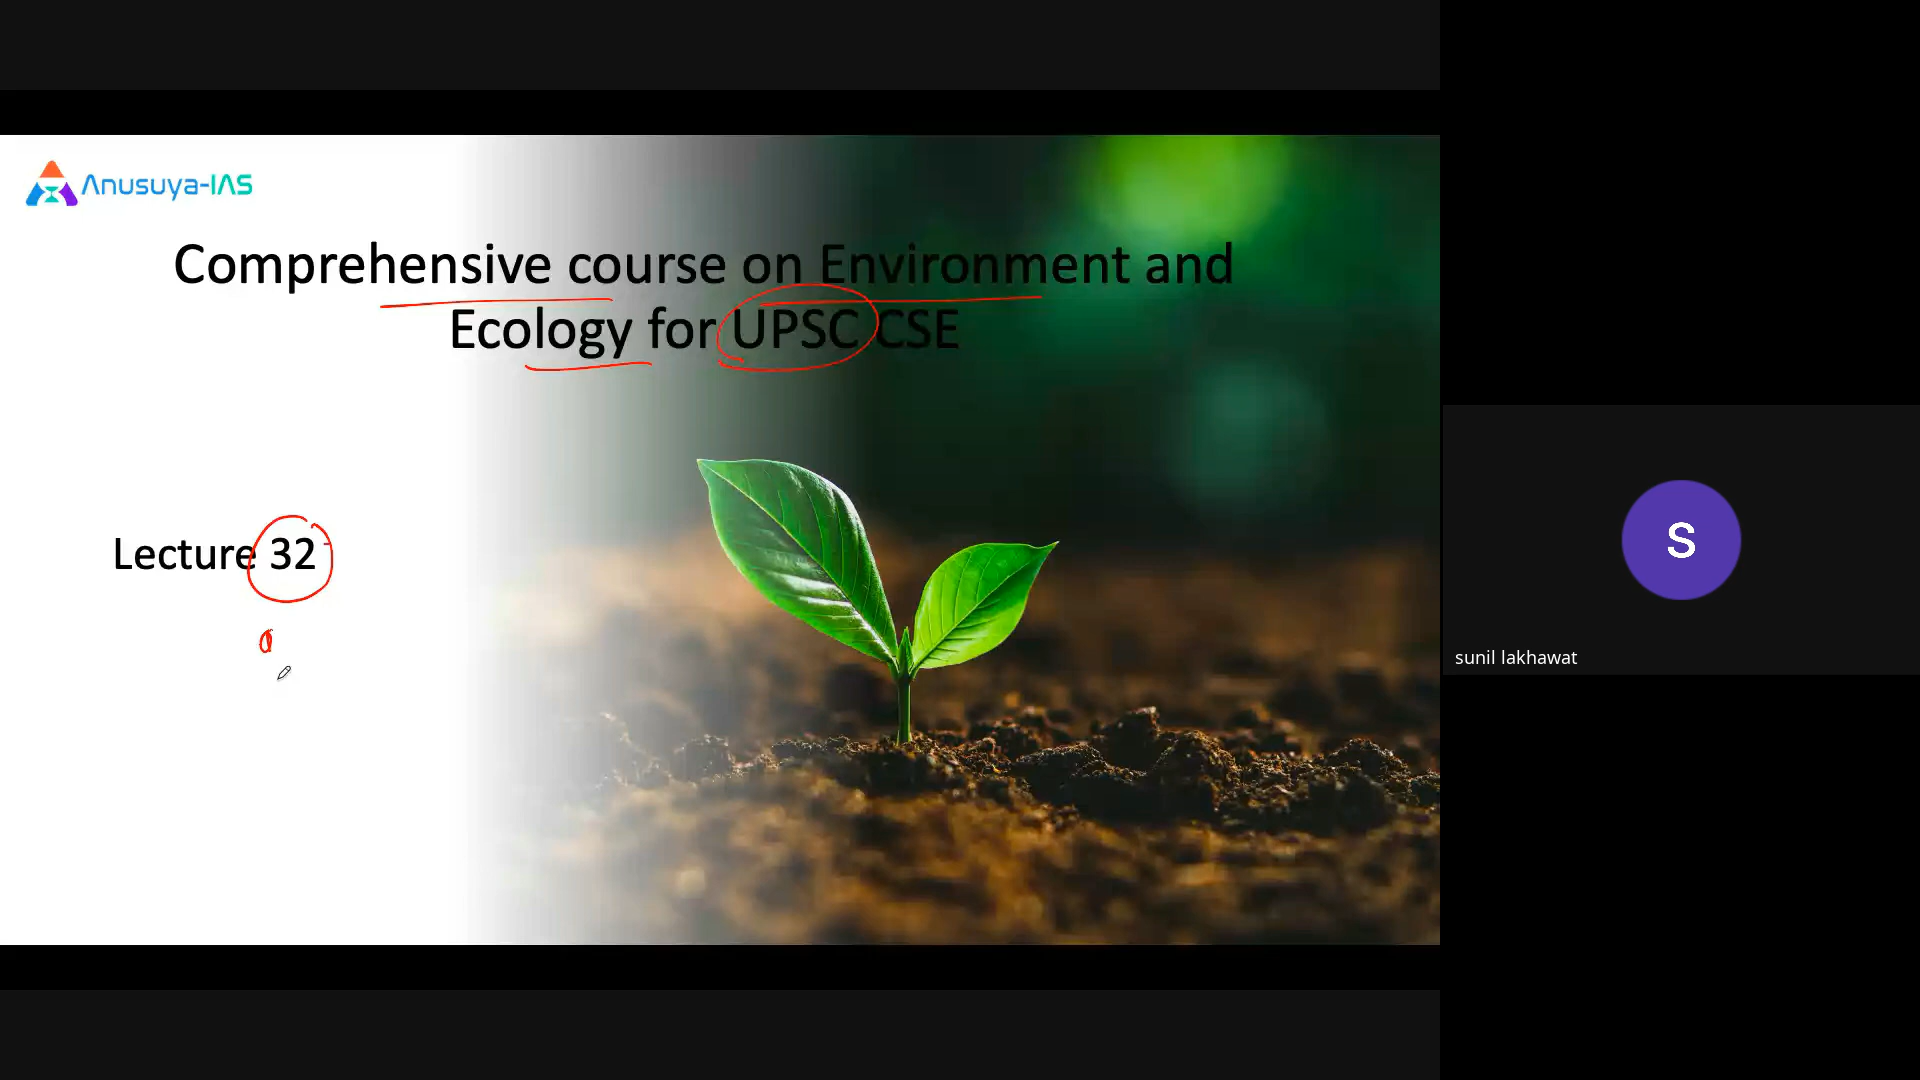 Anusuya-IAS
Comprehensive course on Environment and
Ecology for UPSC CSE
Lecture 32
S
sunil lakhawat